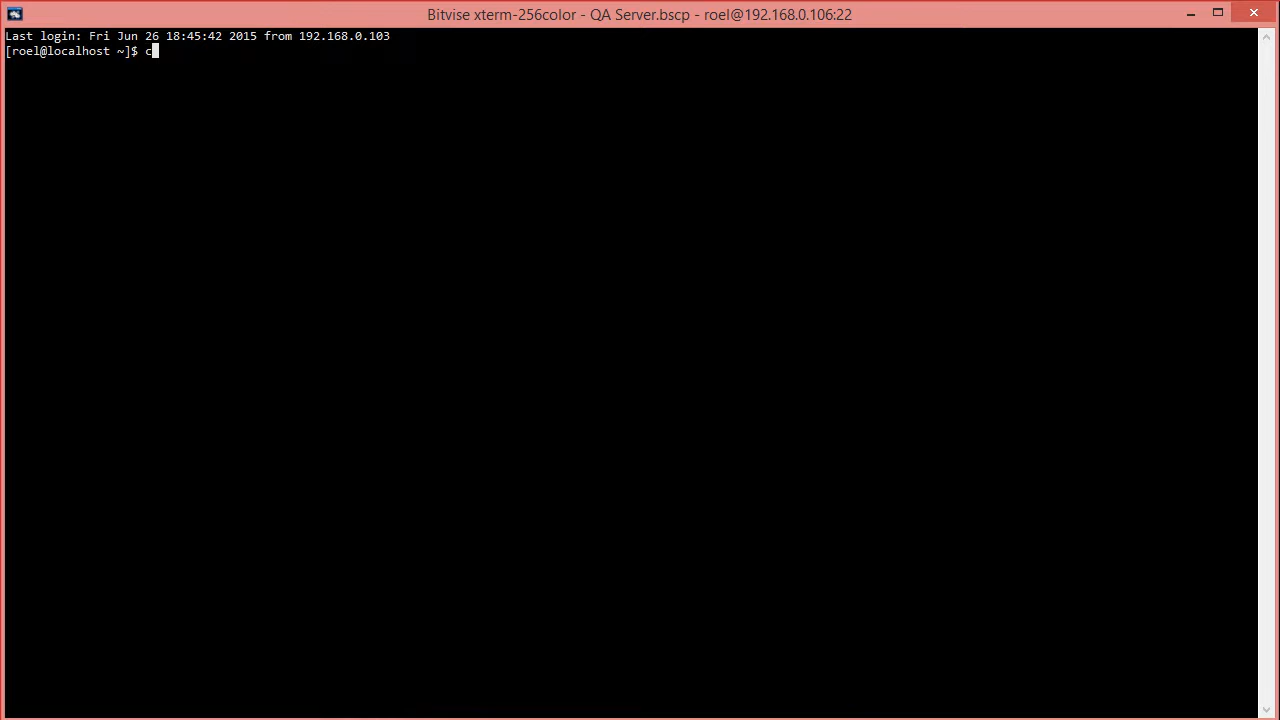 Bitvise xterm-256color - QA Server.bscp - roel@192.168.0.106:22
Last login: Fri Jun 26 18:45:42 2015 from 192.168.0.103
[roel@localhost ~]$ c